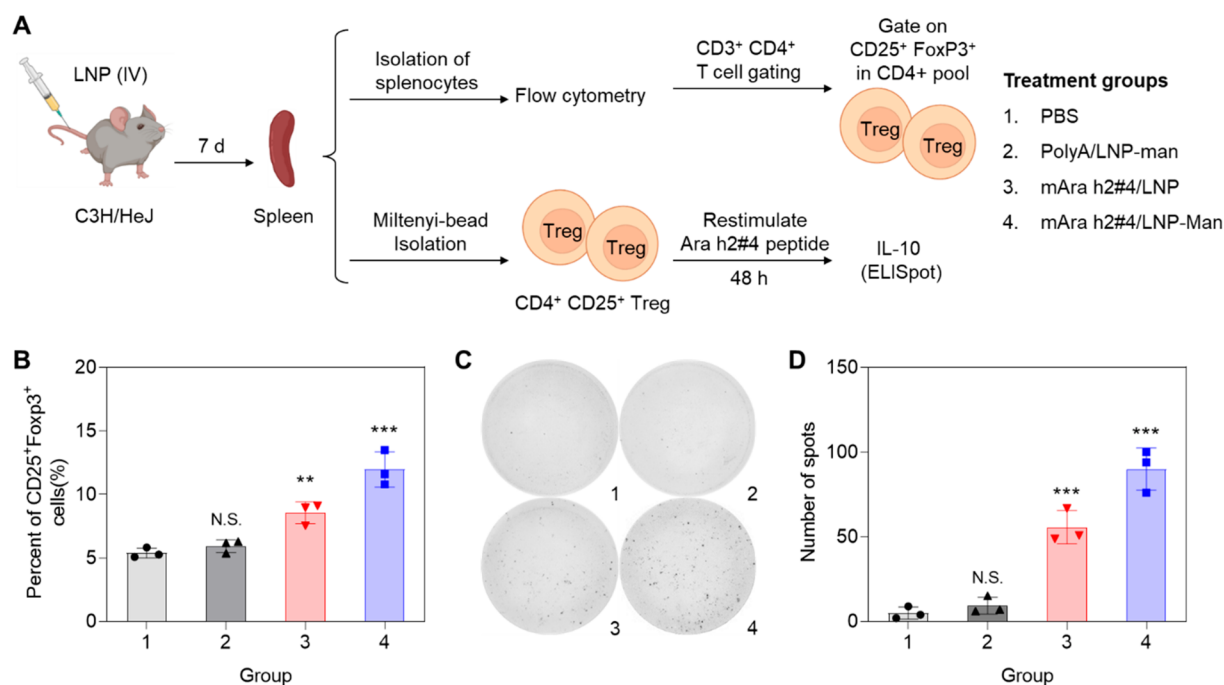 A
LNP (IV)
C3H/HeJ
7 d
Spleen
Isolation of
splenocytes
Flow cytometry
CD3⁺ CD4⁺
T cell gating
Gate on
CD25⁺ FoxP3⁺
in CD4+ pool
Treg
Treg
Miltenyi-bead
Isolation
Treg
Treg
CD4⁺ CD25⁺ Treg
Restimulate
Ara h2#4 peptide
48 h
IL-10
(ELISpot)
Treatment groups
1. PBS
2. PolyA/LNP-man
3. mAra h2#4/LNP
4. mAra h2#4/LNP-Man
B
Percent of CD25⁺Foxp3⁺
cells(%)
20
15
10
5
0
N.S.
**
***
1 2 3 4
Group
C
1
2
3
4
D
Number of spots
150
100
50
0
N.S.
***
***
1 2 3 4
Group